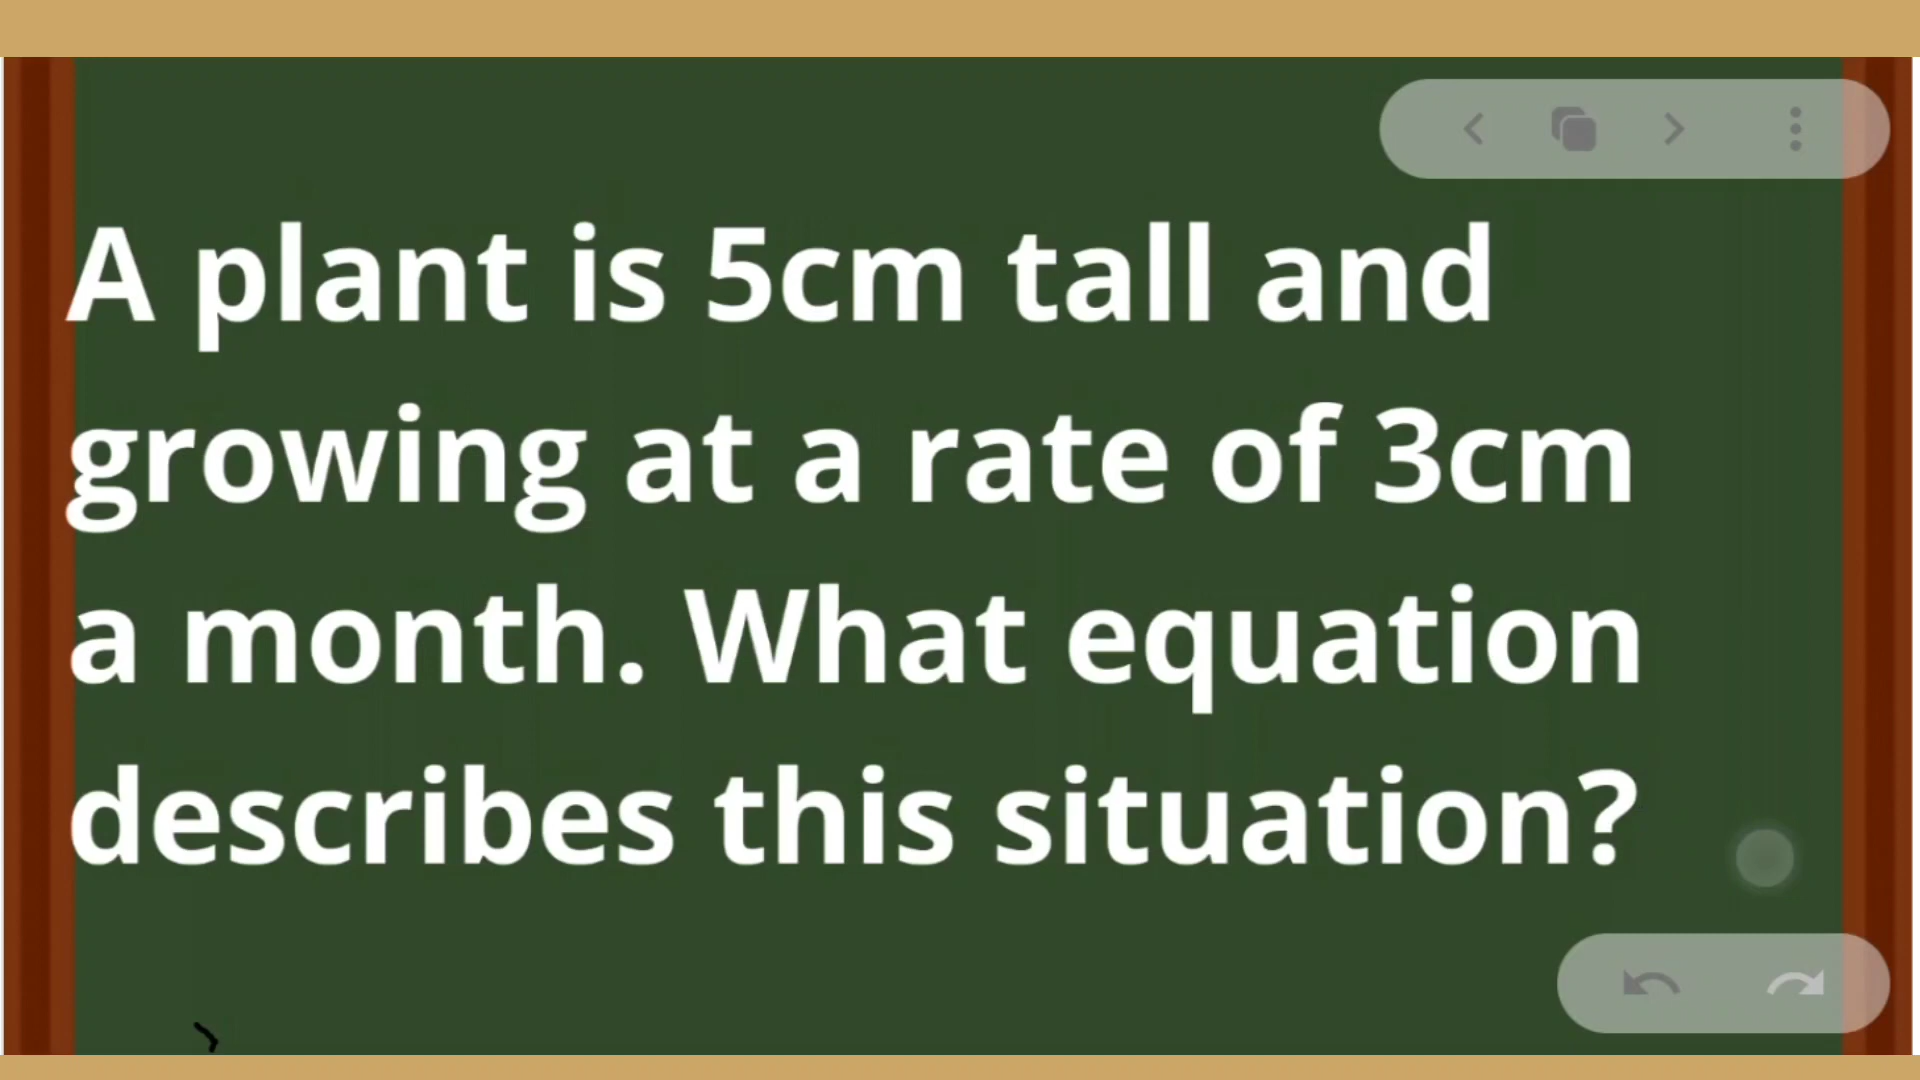 A plant is 5cm tall and
growing at a rate of 3cm
a month. What equation
describes this situation?